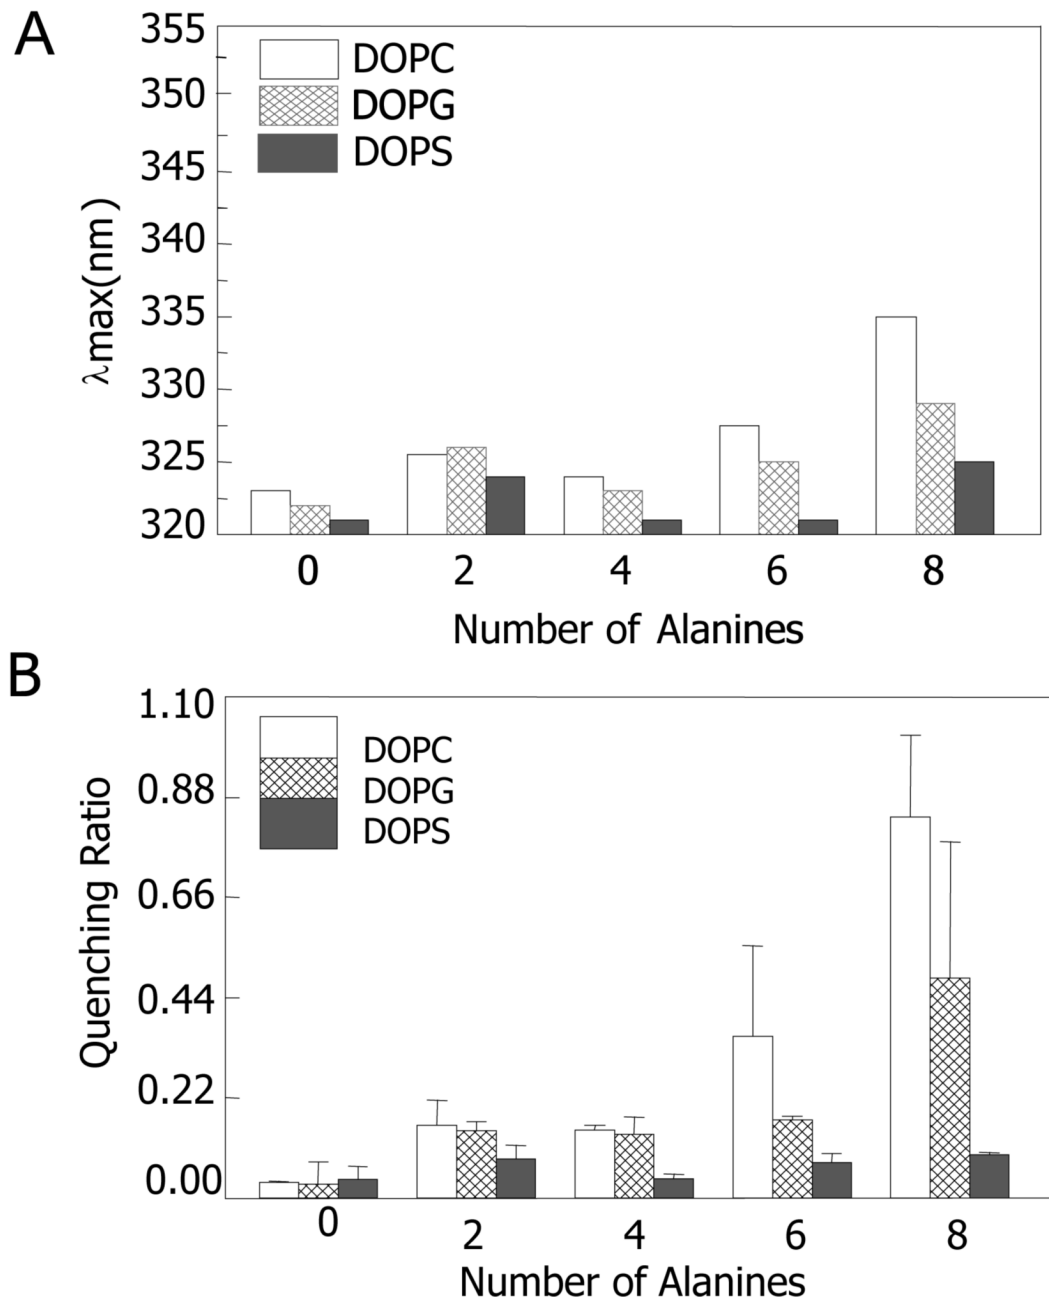 A
355
350
345
340
335
330
325
320
λmax(nm)
DOPC
DOPG
DOPS
0 2 4 6 8
Number of Alanines
B
1.10
0.88
0.66
0.44
0.22
0.00
Quenching Ratio
DOPC
DOPG
DOPS
0 2 4 6 8
Number of Alanines